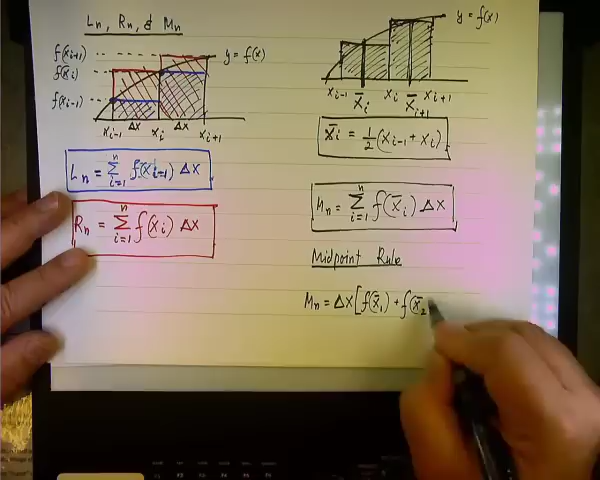 Ln, Rn, & Mn
f(xi+1)
f(xi)
f(xi-1)
y = f(x)
Δx Δx
xi-1 xi xi+1
Ln = Σ i=1 n f(xi-1) Δx
Rn = Σ i=1 n f(xi) Δx
y = f(x)
xi-1 x̄i xi x̄i+1 xi+1
x̄i = 1/2 (xi-1 + xi)
Mn = Σ i=1 n f(x̄i) Δx
Midpoint Rule
Mn = Δx [f(x̄1) + f(x̄2